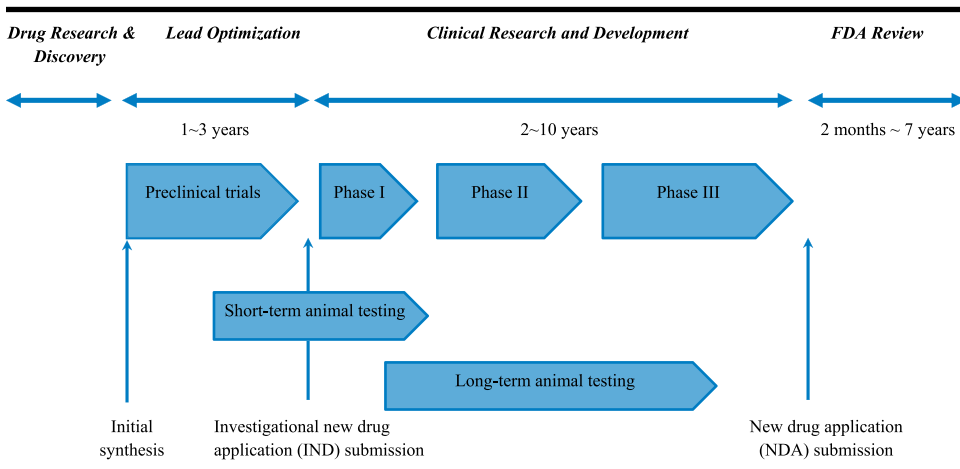 Drug Research &
Discovery
Lead Optimization
Clinical Research and Development
FDA Review
1~3 years
2~10 years
2 months ~ 7 years
Preclinical trials
Phase I
Phase II
Phase III
Short-term animal testing
Long-term animal testing
Initial
synthesis
Investigational new drug
application (IND) submission
New drug application
(NDA) submission